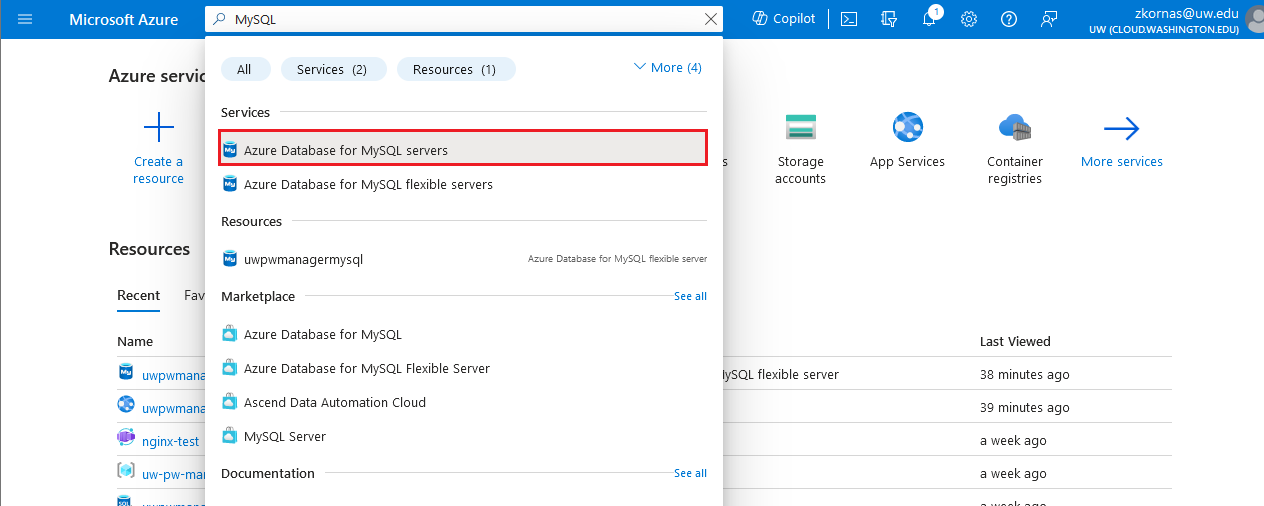 Microsoft Azure
MySQL
Copilot
1
zkornas@uw.edu
UW (CLOUD.WASHINGTON.EDU)
All
Services (2)
Resources (1)
More (4)
Azure servic
Services
Azure Database for MySQL servers
Azure Database for MySQL flexible servers
Create a
resource
s
Storage
accounts
App Services
Container
registries
More services
Resources
Resources
uwpwmanagermysql
Azure Database for MySQL flexible server
Recent
Fav
Marketplace
See all
Azure Database for MySQL
Azure Database for MySQL Flexible Server
Ascend Data Automation Cloud
MySQL Server
Documentation
See all
Name
Last Viewed
uwpwmana
ySQL flexible server
38 minutes ago
uwpwmana
39 minutes ago
nginx-test
a week ago
uw-pw-mar
a week ago
uwpwmana
a week ago